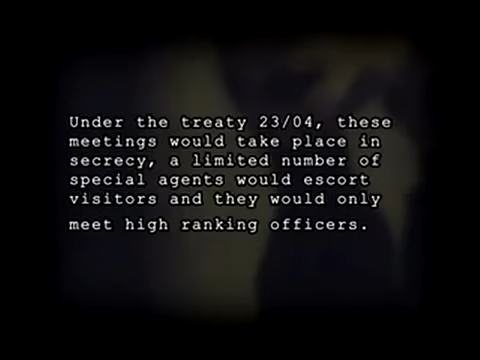 Under the treaty 23/04, these
meetings would take place in
secrecy, a limited number of
special agents would escort
visitors and they would only
meet high ranking officers.